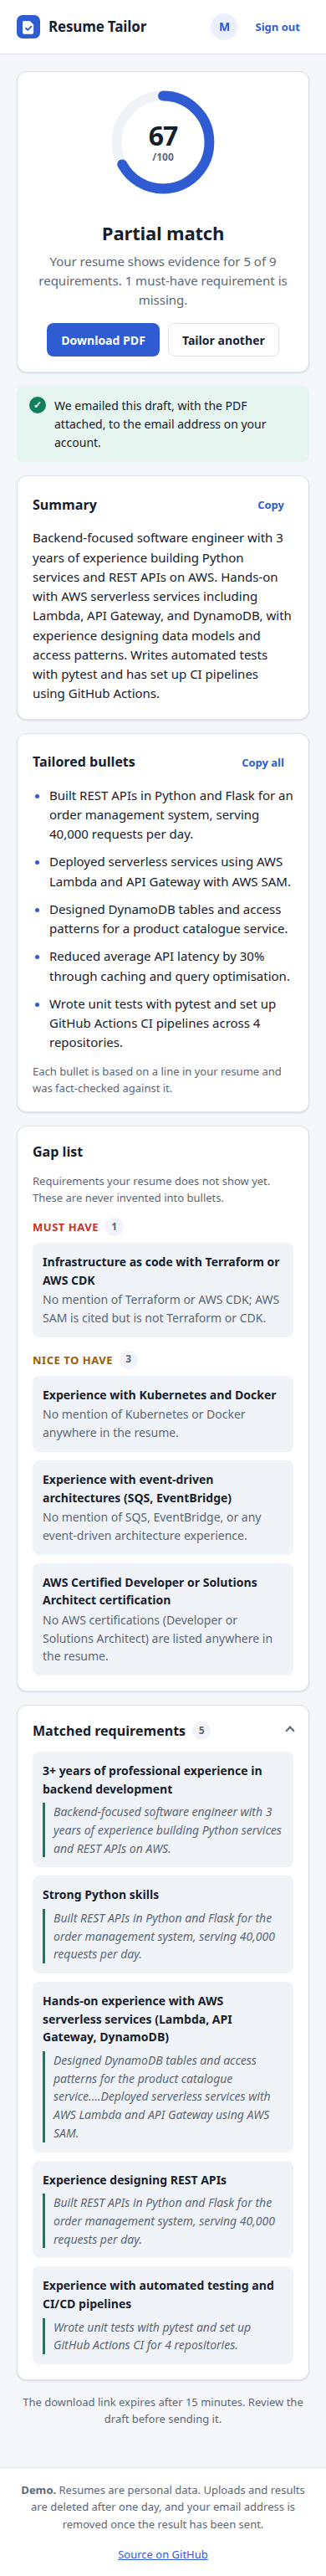 Resume Tailor
M
Sign out
67
/100
Partial match
Your resume shows evidence for 5 of 9
requirements. 1 must-have requirement is
missing.
Download PDF
Tailor another
We emailed this draft, with the PDF
attached, to the email address on your
account.
Summary
Copy
Backend-focused software engineer with 3
years of experience building Python
services and REST APIs on AWS. Hands-on
with AWS serverless services including
Lambda, API Gateway, and DynamoDB, with
experience designing data models and
access patterns. Writes automated tests
with pytest and has set up CI pipelines
using GitHub Actions.
Tailored bullets
Copy all
• Built REST APIs in Python and Flask for an
order management system, serving
40,000 requests per day.
• Deployed serverless services using AWS
Lambda and API Gateway with AWS SAM.
• Designed DynamoDB tables and access
patterns for a product catalogue service.
• Reduced average API latency by 30%
through caching and query optimisation.
• Wrote unit tests with pytest and set up
GitHub Actions CI pipelines across 4
repositories.
Each bullet is based on a line in your resume and
was fact-checked against it.
Gap list
Requirements your resume does not show yet.
These are never invented into bullets.
MUST HAVE 1
Infrastructure as code with Terraform or
AWS CDK
No mention of Terraform or AWS CDK; AWS
SAM is cited but is not Terraform or CDK.
NICE TO HAVE 3
Experience with Kubernetes and Docker
No mention of Kubernetes or Docker
anywhere in the resume.
Experience with event-driven
architectures (SQS, EventBridge)
No mention of SQS, EventBridge, or any
event-driven architecture experience.
AWS Certified Developer or Solutions
Architect certification
No AWS certifications (Developer or
Solutions Architect) are listed anywhere in
the resume.
Matched requirements 5
3+ years of professional experience in
backend development
Backend-focused software engineer with 3
years of experience building Python services
and REST APIs on AWS.
Strong Python skills
Built REST APIs in Python and Flask for the
order management system, serving 40,000
requests per day.
Hands-on experience with AWS
serverless services (Lambda, API
Gateway, DynamoDB)
Designed DynamoDB tables and access
patterns for the product catalogue
service....Deployed serverless services with
AWS Lambda and API Gateway using AWS
SAM.
Experience designing REST APIs
Built REST APIs in Python and Flask for the
order management system, serving 40,000
requests per day.
Experience with automated testing and
CI/CD pipelines
Wrote unit tests with pytest and set up
GitHub Actions CI for 4 repositories.
The download link expires after 15 minutes. Review the
draft before sending it.
Demo. Resumes are personal data. Uploads and results
are deleted after one day, and your email address is
removed once the result has been sent.
Source on GitHub